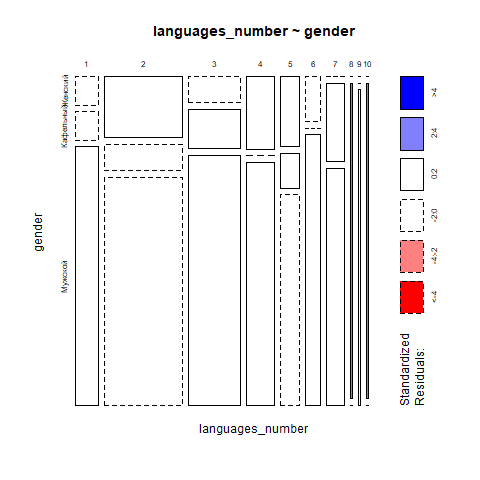 languages_number ~ gender
1 2 3 4 5 6 7 8 9 10
Женский
Кафельный
Мужской
gender
languages_number
>4
2:4
0:2
-2:0
-4:-2
<-4
Standardized
Residuals: